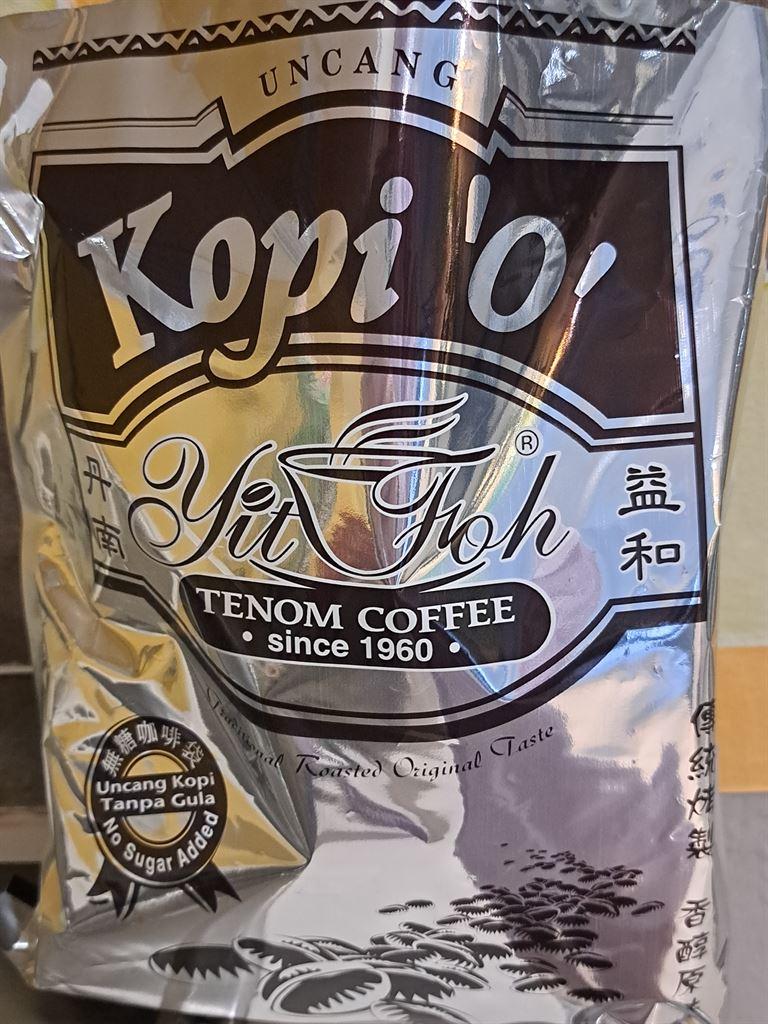 UNCANG
Kopi 'O'
丹南
Yit Foh®
益和
TENOM COFFEE
• since 1960 •
Traditional Roasted Original Taste
無糖咖啡袋
Uncang Kopi
Tanpa Gula
No Sugar Added
傳統烤製
香醇原